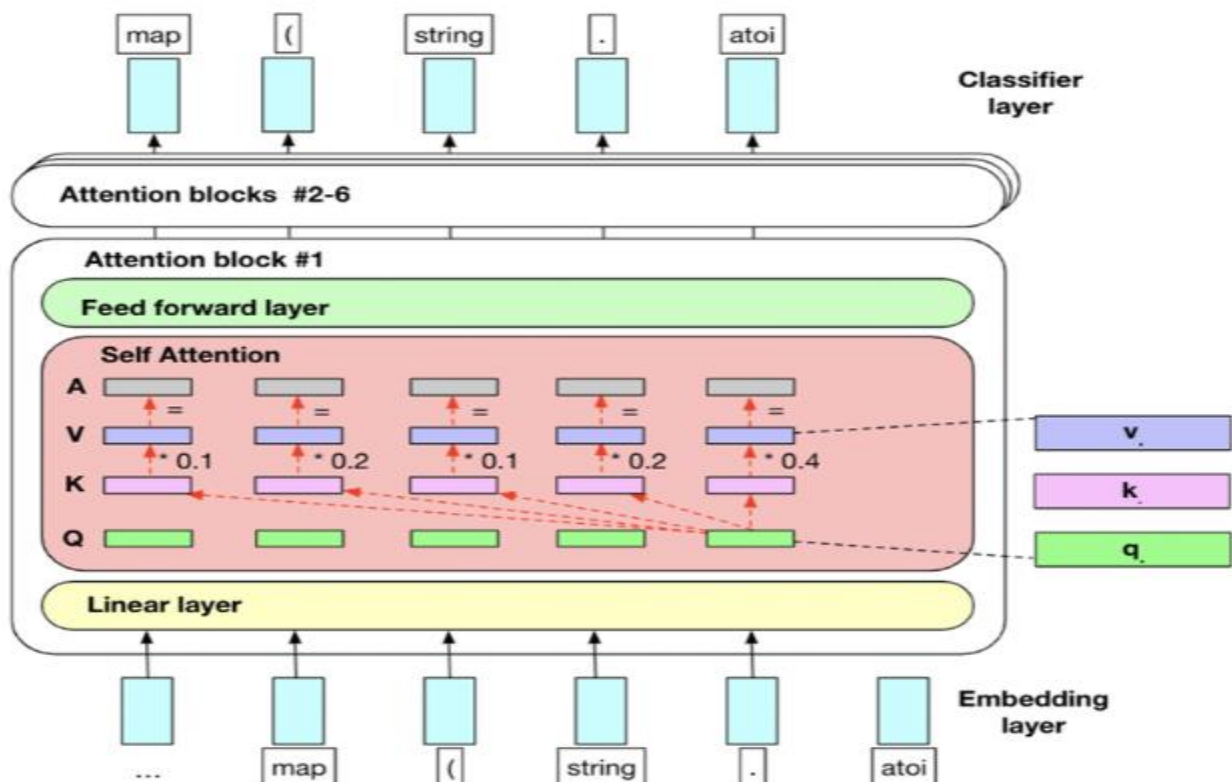 map ( string . atoi
Classifier
layer
Attention blocks #2-6
Attention block #1
Feed forward layer
Self Attention
A
= = = = =
V
* 0.1 * 0.2 * 0.1 * 0.2 * 0.4
K
Q
v.
k.
q.
Linear layer
Embedding
layer
... map ( string . atoi